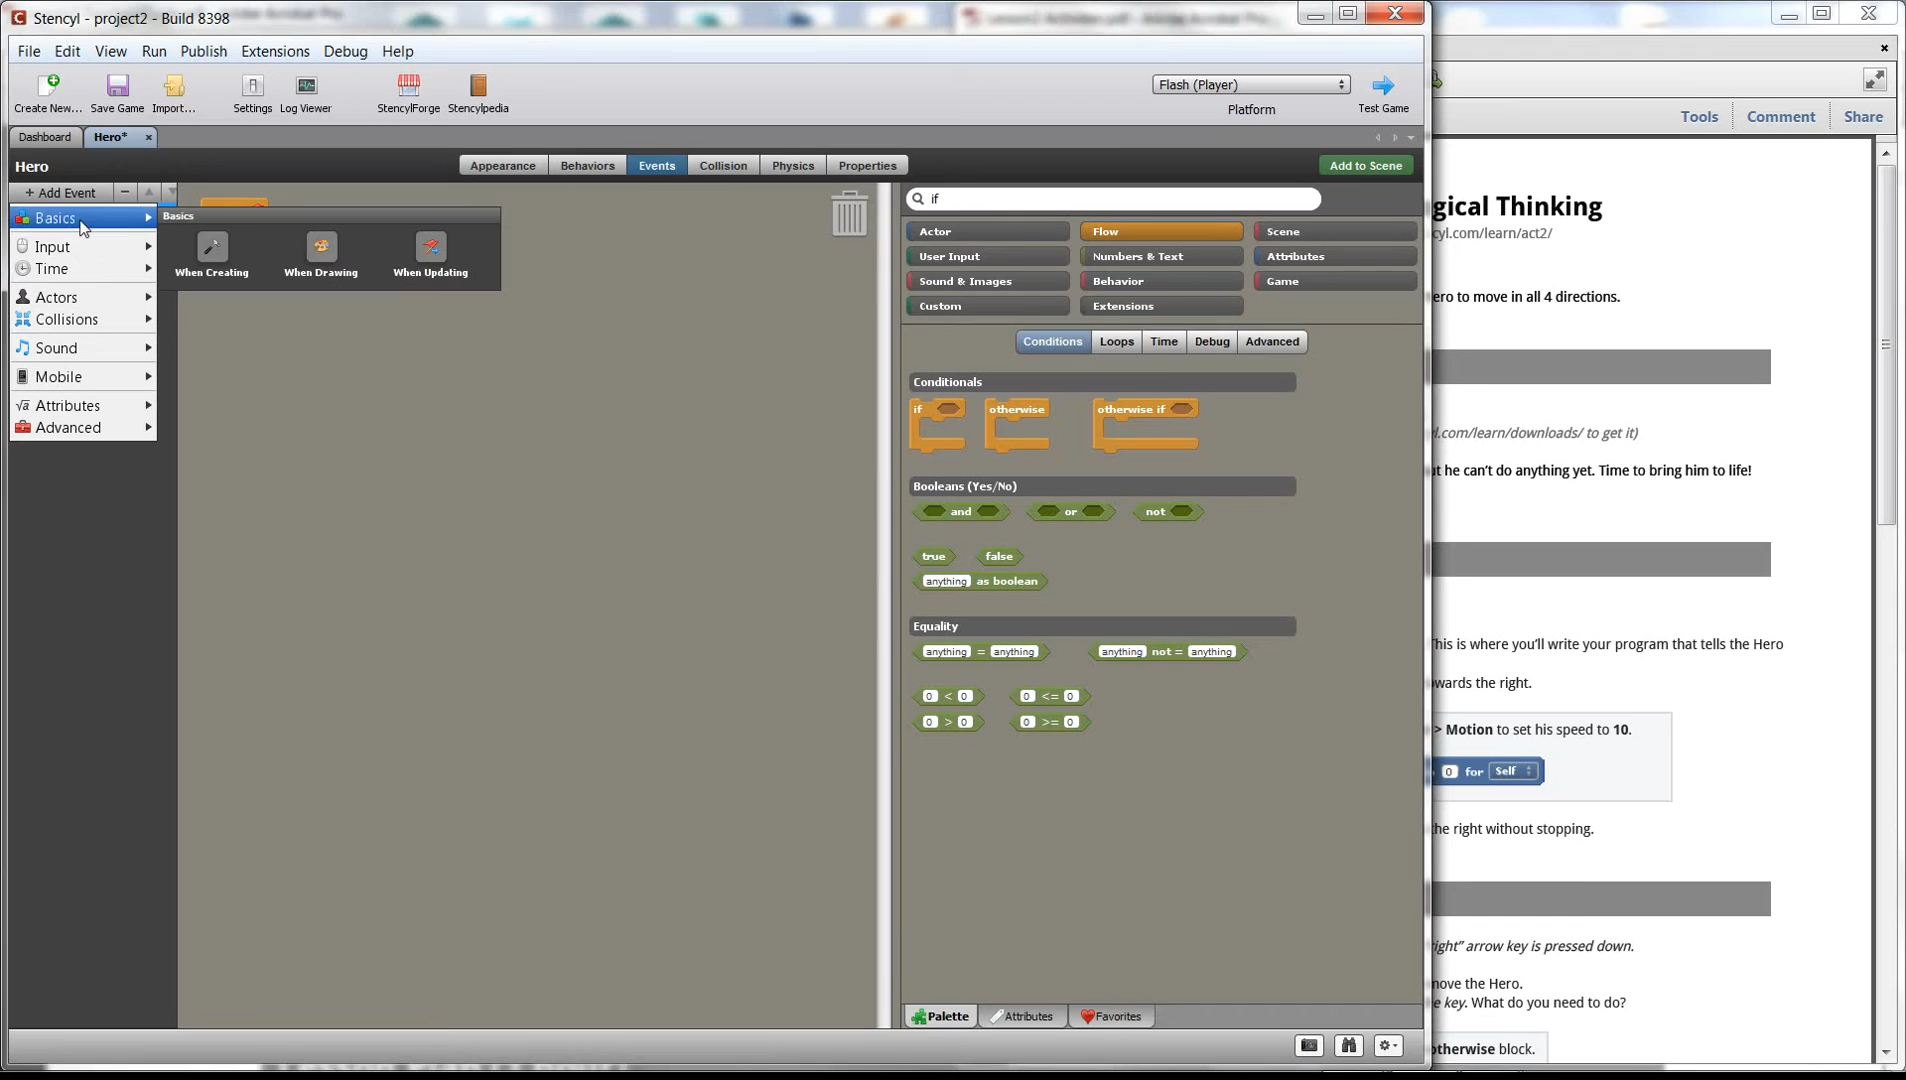 Stencyl - project2 - Build 8398
File Edit View Run Publish Extensions Debug Help
Create New... Save Game Import... Settings Log Viewer StencylForge Stencylpedia
Flash (Player)
Platform
Test Game
Dashboard
Hero*
Hero
Appearance Behaviors Events Collision Physics Properties
Add to Scene
+ Add Event
Basics
Input
Time
Actors
Collisions
Sound
Mobile
Attributes
Advanced
Basics
When Creating When Drawing When Updating
if
Actor Flow Scene
User Input Numbers & Text Attributes
Sound & Images Behavior Game
Custom Extensions
Conditions Loops Time Debug Advanced
Conditionals
if otherwise otherwise if
Booleans (Yes/No)
and or not
true false
anything as boolean
Equality
anything = anything anything not = anything
0 < 0 0 <= 0
0 > 0 0 >= 0
Palette Attributes Favorites
Tools Comment Share
gical Thinking
cyl.com/learn/act2/
ero to move in all 4 directions.
yl.com/learn/downloads/ to get it)
ut he can't do anything yet. Time to bring him to life!
This is where you'll write your program that tells the Hero
owards the right.
> Motion to set his speed to 10.
0 for Self
the right without stopping.
right" arrow key is pressed down.
move the Hero.
e key. What do you need to do?
otherwise block.